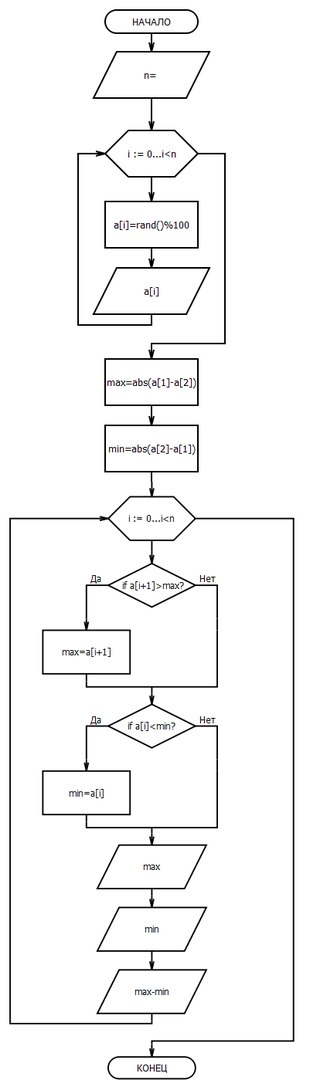 НАЧАЛО
n=
i := 0...i<n
a[i]=rand()%100
a[i]
max=abs(a[1]-a[2])
min=abs(a[2]-a[1])
i := 0...i<n
if a[i+1]>max?
Да
Нет
max=a[i+1]
if a[i]<min?
Да
Нет
min=a[i]
max
min
max-min
КОНЕЦ